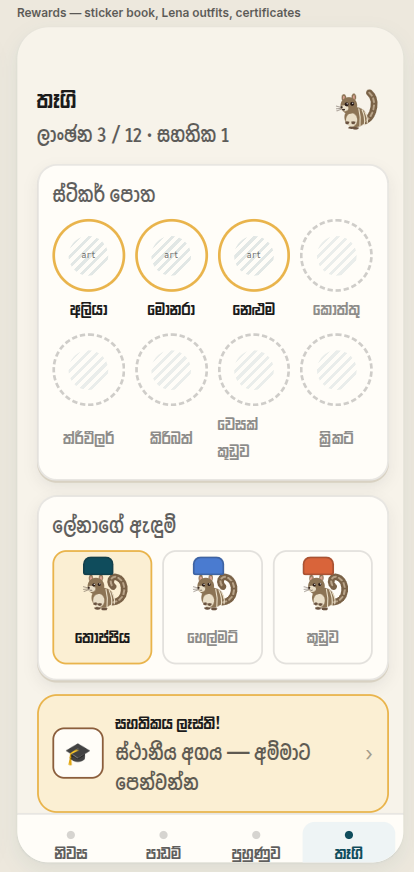 Rewards — sticker book, Lena outfits, certificates
තෑගි
ලාංඡන 3 / 12 · සහතික 1
ස්ටිකර් පොත
art art art
අලියා මොනරා නෙළුම කොත්තු
ත්රීවීලර් කිරිබත් වෙසක් කූඩුව ක්‍රිකට්
ලේනාගේ ඇඳුම්
තොප්පිය හෙල්මට් කූඩුව
සහතිකය ලෑස්ති!
ස්ථානීය අගය — අම්මාට
පෙන්වන්න
නිවස පාඩම් පුහුණුව තෑගි